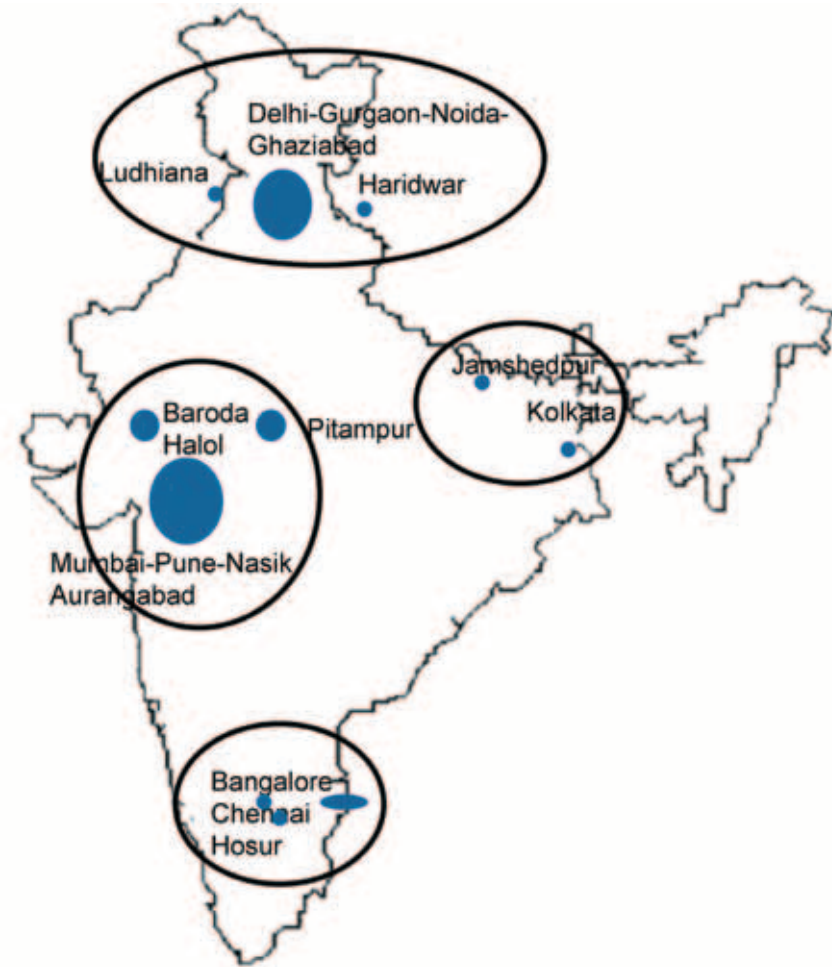 Delhi-Gurgaon-Noida-
Ghaziabad
Ludhiana
Haridwar
Jamshedpur
Kolkata
Baroda
Halol
Pitampur
Mumbai-Pune-Nasik
Aurangabad
Bangalore
Chennai
Hosur